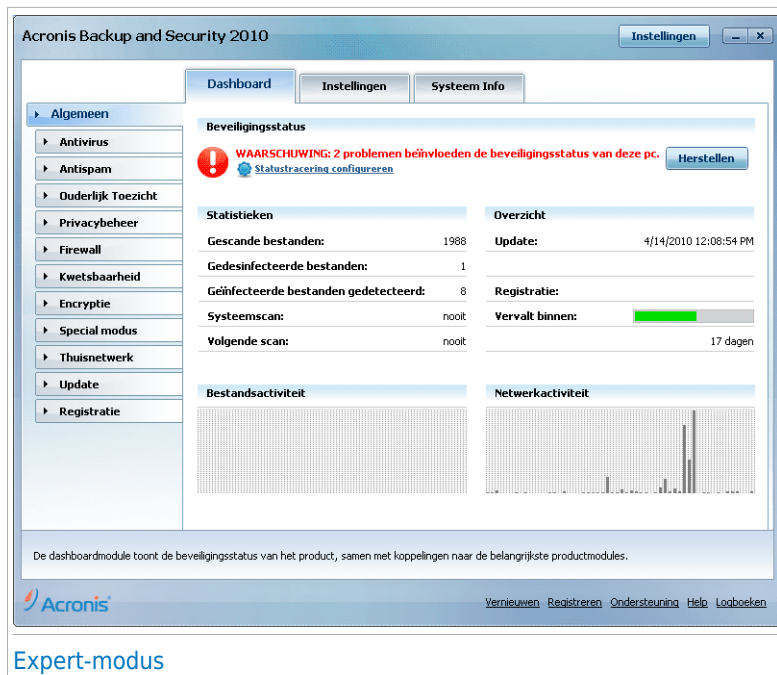 Acronis Backup and Security 2010
Instellingen
Dashboard
Instellingen
Systeem Info
Algemeen
Antivirus
Antispam
Ouderlijk Toezicht
Privacybeheer
Firewall
Kwetsbaarheid
Encryptie
Special modus
Thuisnetwerk
Update
Registratie
Beveiligingsstatus
WAARSCHUWING: 2 problemen beïnvloeden de beveiligingsstatus van deze pc.
Herstellen
Statustracering configureren
Statistieken
Gescande bestanden: 1988
Gedesinfecteerde bestanden: 1
Geïnfecteerde bestanden gedetecteerd: 8
Systeemscan: nooit
Volgende scan: nooit
Overzicht
Update: 4/14/2010 12:08:54 PM
Registratie:
Vervalt binnen:
17 dagen
Bestandsactiviteit
Netwerkactiviteit
De dashboardmodule toont de beveiligingsstatus van het product, samen met koppelingen naar de belangrijkste productmodules.
Acronis
Vernieuwen Registreren Ondersteuning Help Logboeken
Expert-modus